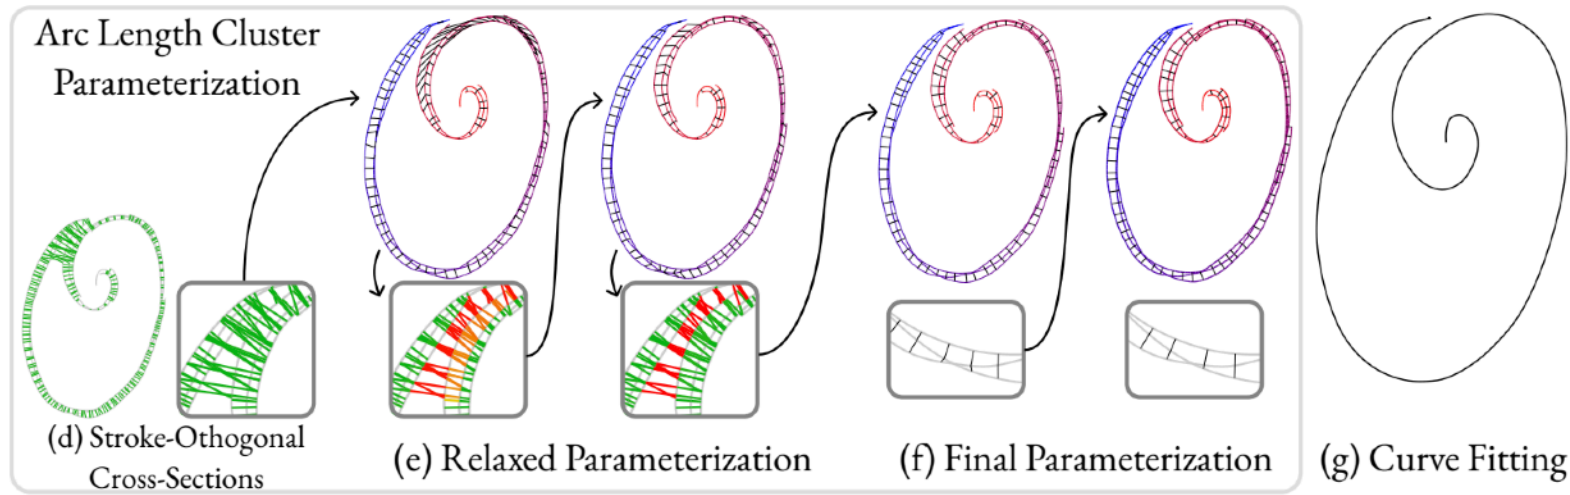 Arc Length Cluster
Parameterization
(d) Stroke-Othogonal
Cross-Sections
(e) Relaxed Parameterization
(f) Final Parameterization
(g) Curve Fitting